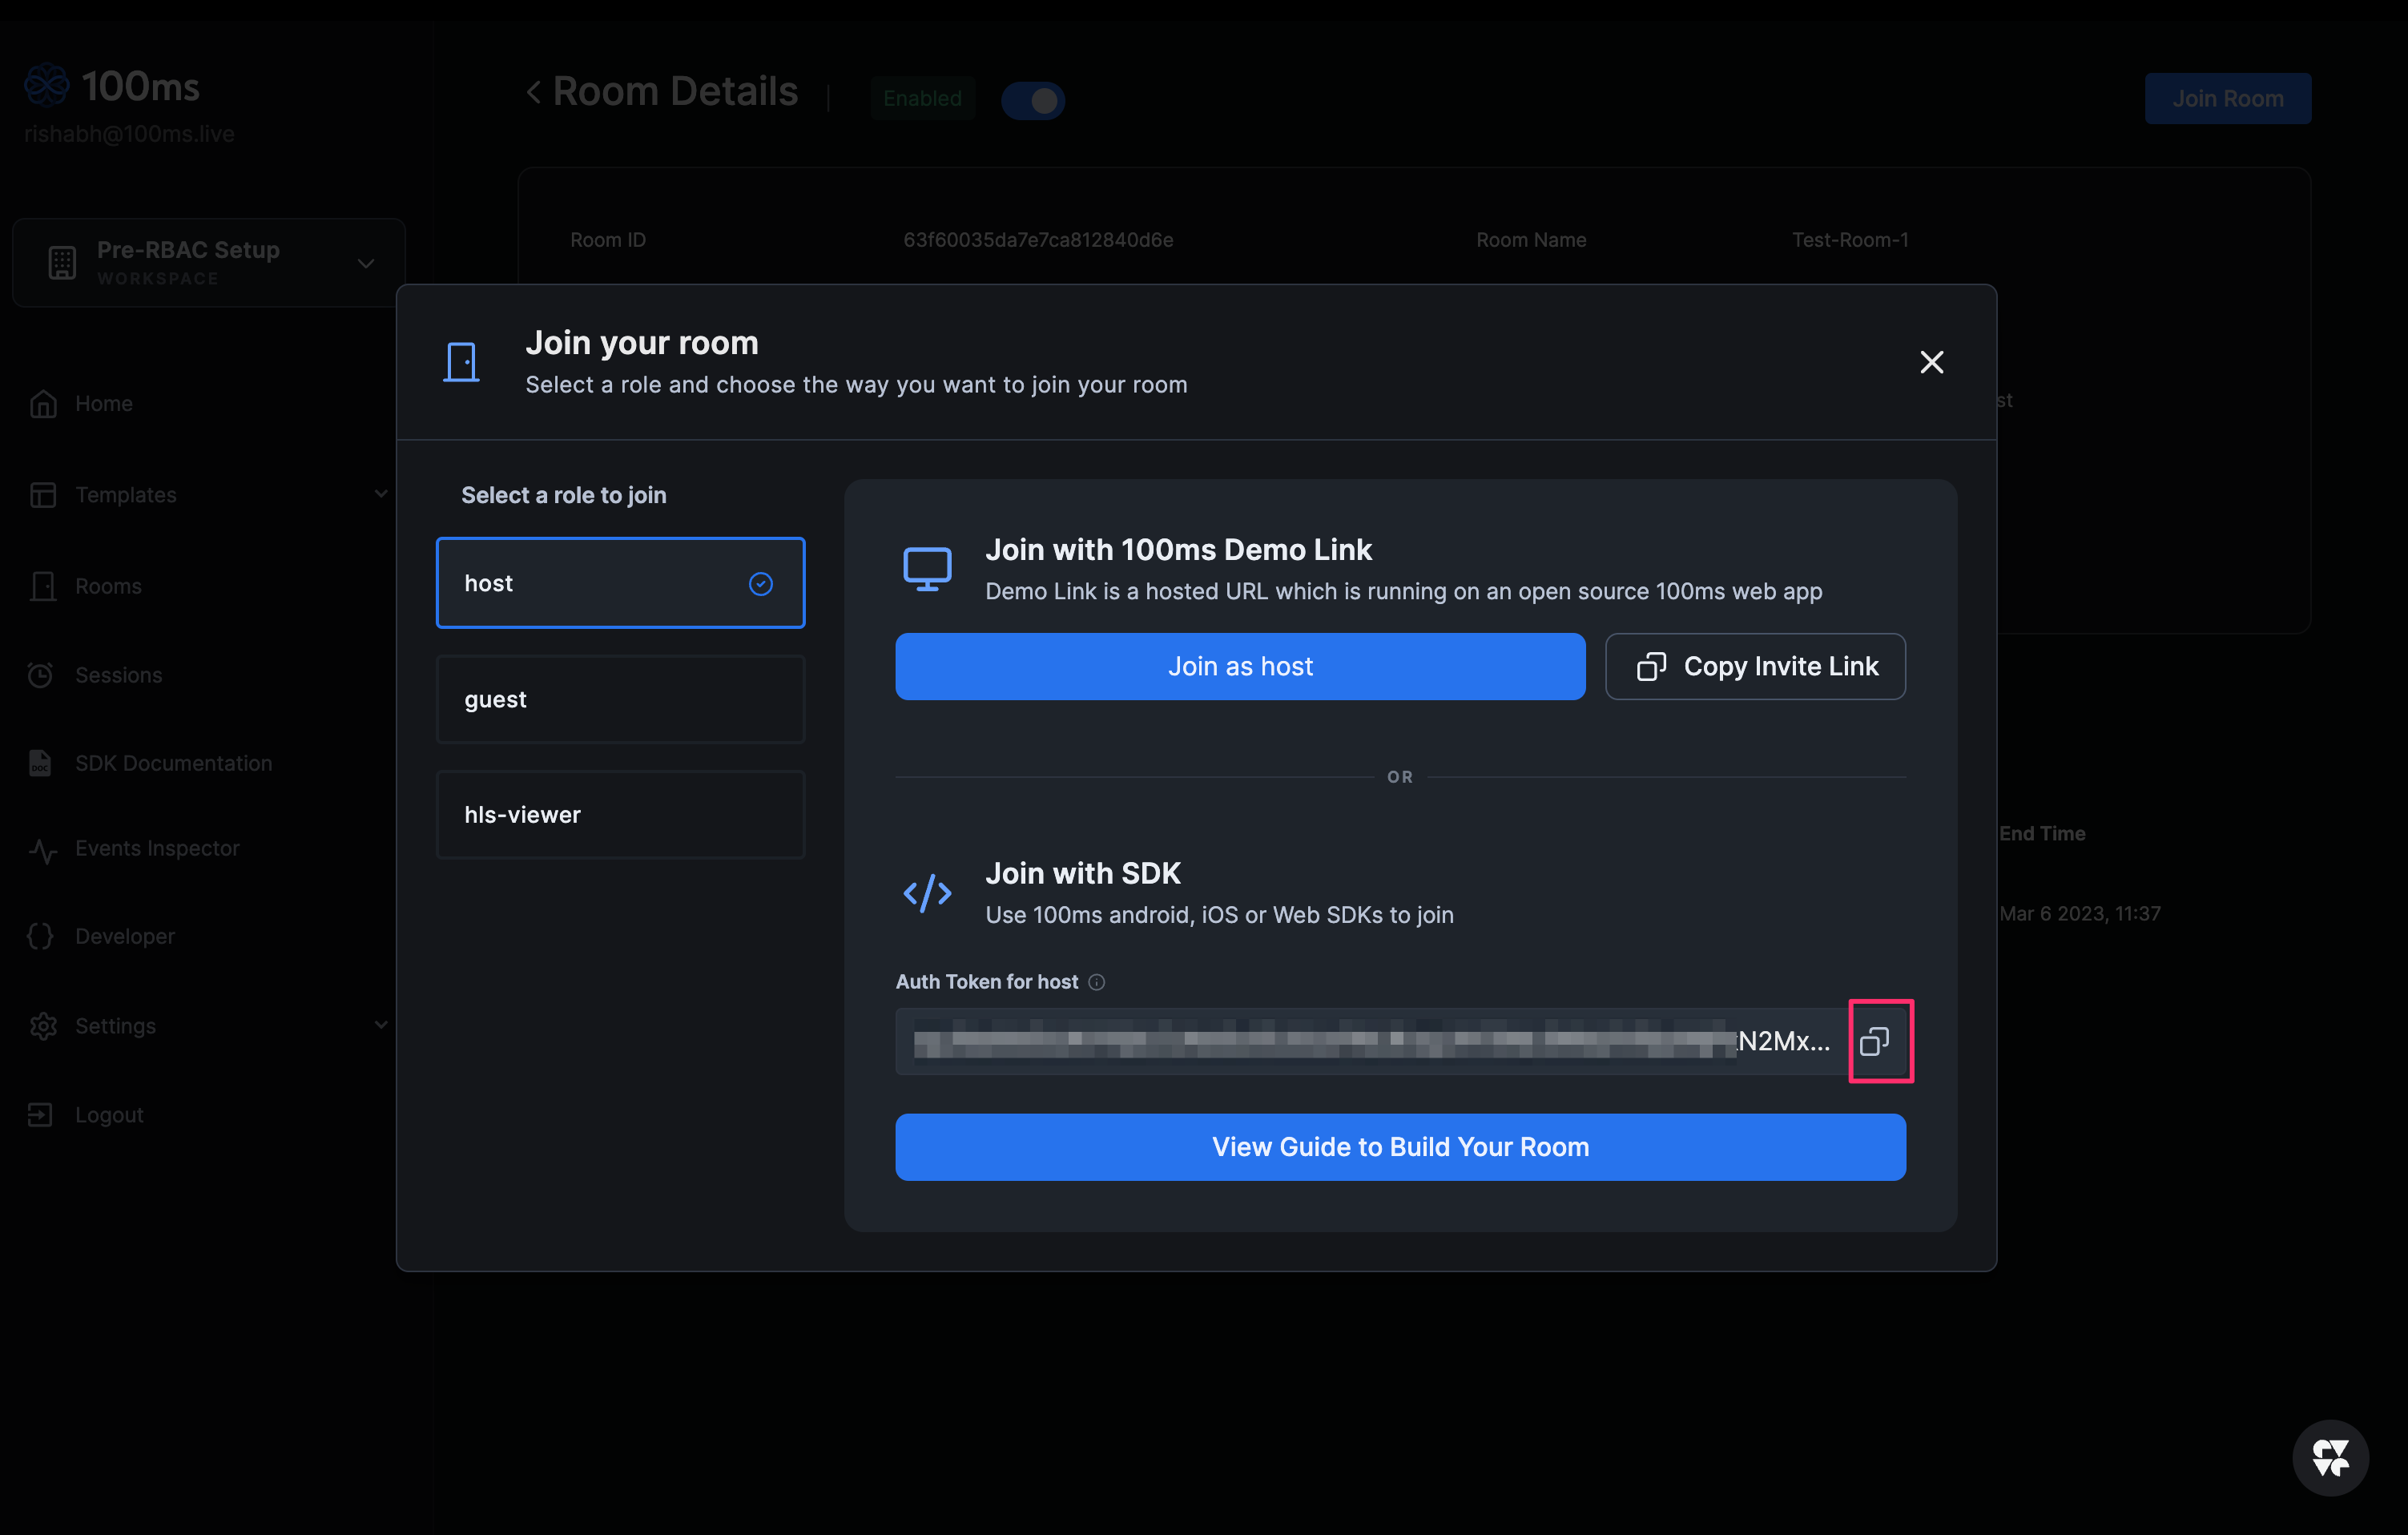 100ms
rishabh@100ms.live
Room Details
Enabled
Join Room
Pre-RBAC Setup
WORKSPACE
Room ID
63f60035da7e7ca812840d6e
Room Name
Test-Room-1
Home
Templates
Rooms
Sessions
SDK Documentation
DOC
Events Inspector
Developer
Settings
Logout
Join your room
Select a role and choose the way you want to join your room
st
Select a role to join
host
guest
hls-viewer
Join with 100ms Demo Link
Demo Link is a hosted URL which is running on an open source 100ms web app
Join as host
Copy Invite Link
OR
Join with SDK
Use 100ms android, iOS or Web SDKs to join
Auth Token for host
N2Mx...
View Guide to Build Your Room
End Time
Mar 6 2023, 11:37